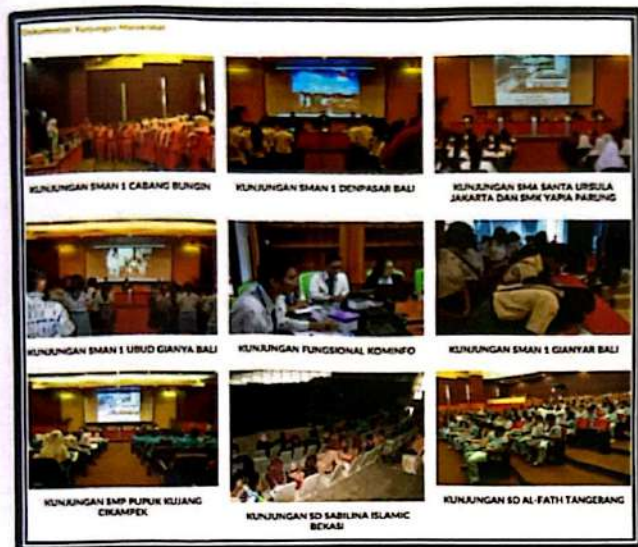 Dokumentasi Kunjungan Masyarakat
KUNJUNGAN SMAN 1 CABANG BUNGIN
KUNJUNGAN SMAN 1 DENPASAR BALI
KUNJUNGAN SMA SANTA URSULA
JAKARTA DAN SMK YAPIA PARUNG
KUNJUNGAN SMAN 1 UBUD GIANYA BALI
KUNJUNGAN FUNGSIONAL KOMINFO
KUNJUNGAN SMAN 1 GIANYAR BALI
KUNJUNGAN SMP PUPUK KUJANG
CIKAMPEK
KUNJUNGAN SD SABILINA ISLAMIC
BEKASI
KUNJUNGAN SD AL-FATH TANGERANG